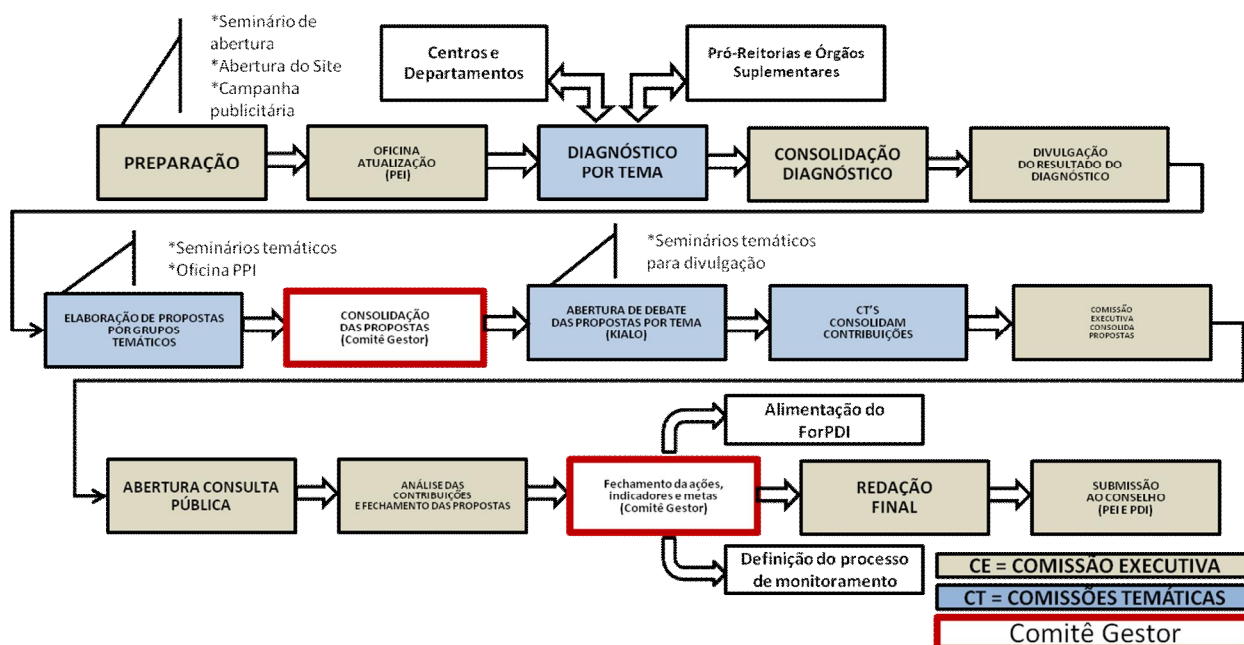 *Seminário de
abertura
*Abertura do Site
*Campanha
publicitária
Centros e
Departamentos
Pró-Reitorias e Órgãos
Suplementares
PREPARAÇÃO
OFICINA
ATUALIZAÇÃO
(PEI)
DIAGNÓSTICO
POR TEMA
CONSOLIDAÇÃO
DIAGNÓSTICO
DIVULGAÇÃO
DO RESULTADO DO
DIAGNÓSTICO
*Seminários temáticos
*Oficina PPI
*Seminários temáticos
para divulgação
ELABORAÇÃO DE PROPOSTAS
POR GRUPOS
TEMÁTICOS
CONSOLIDAÇÃO
DAS PROPOSTAS
(Comitê Gestor)
ABERTURA DE DEBATE
DAS PROPOSTAS POR TEMA
(KIALO)
CT'S
CONSOLIDAM
CONTRIBUIÇÕES
COMISSÃO
EXECUTIVA
CONSOLIDA
PROPOSTAS
Alimentação do
ForPDI
ABERTURA CONSULTA
PÚBLICA
ANÁLISE DAS
CONTRIBUIÇÕES
E FECHAMENTO DAS PROPOSTAS
Fechamento da ações,
indicadores e metas
(Comitê Gestor)
REDAÇÃO
FINAL
SUBMISSÃO
AO CONSELHO
(PEI E PDI)
Definição do processo
de monitoramento
CE = COMISSÃO EXECUTIVA
CT = COMISSÕES TEMÁTICAS
Comitê Gestor